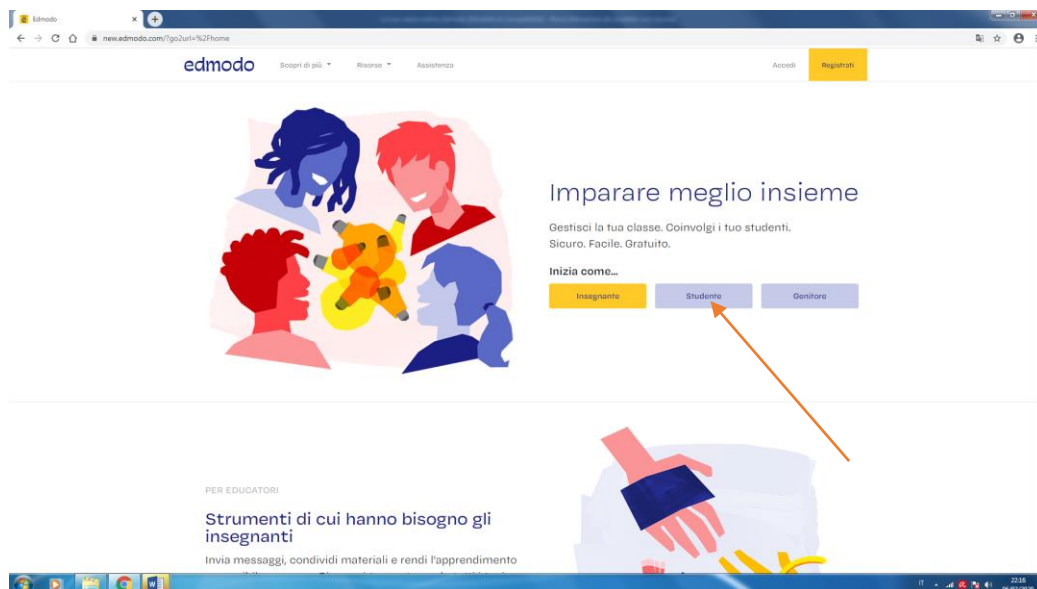 Edmodo
new.edmodo.com/?go2url=%2Fhome
edmodo
Scopri di più
Risorse
Assistenza
Accedi
Registrati
Imparare meglio insieme
Gestisci la tua classe. Coinvolgi i tuo studenti.
Sicuro. Facile. Gratuito.
Inizia come...
Insegnante
Studente
Genitore
PER EDUCATORI
Strumenti di cui hanno bisogno gli
insegnanti
Invia messaggi, condividi materiali e rendi l'apprendimento
IT
22:16